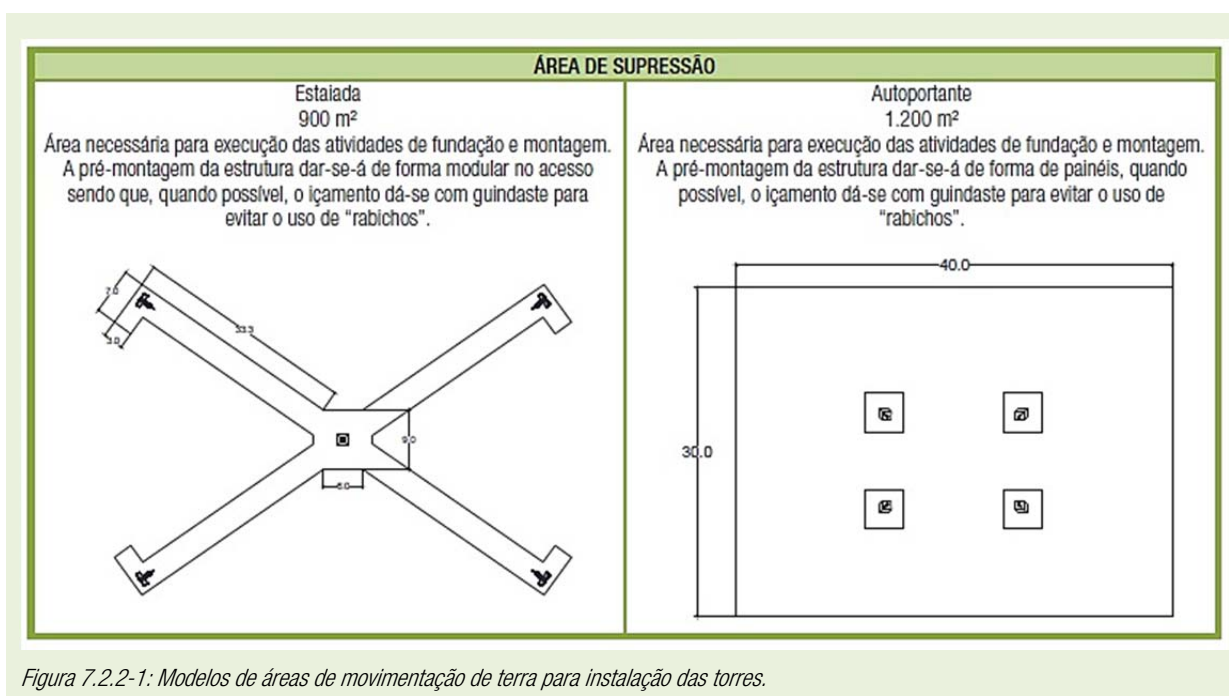 ÁREA DE SUPRESSÃO
Estaiada
900 m²
Área necessária para execução das atividades de fundação e montagem.
A pré-montagem da estrutura dar-se-á de forma modular no acesso
sendo que, quando possível, o içamento dá-se com guindaste para
evitar o uso de “rabichos”.
Autoportante
1.200 m²
Área necessária para execução das atividades de fundação e montagem.
A pré-montagem da estrutura dar-se-á de forma de painéis, quando
possível, o içamento dá-se com guindaste para evitar o uso de
“rabichos”.
7.0
3.0
33.3
9.0
40.0
30.0
Figura 7.2.2-1: Modelos de áreas de movimentação de terra para instalação das torres.